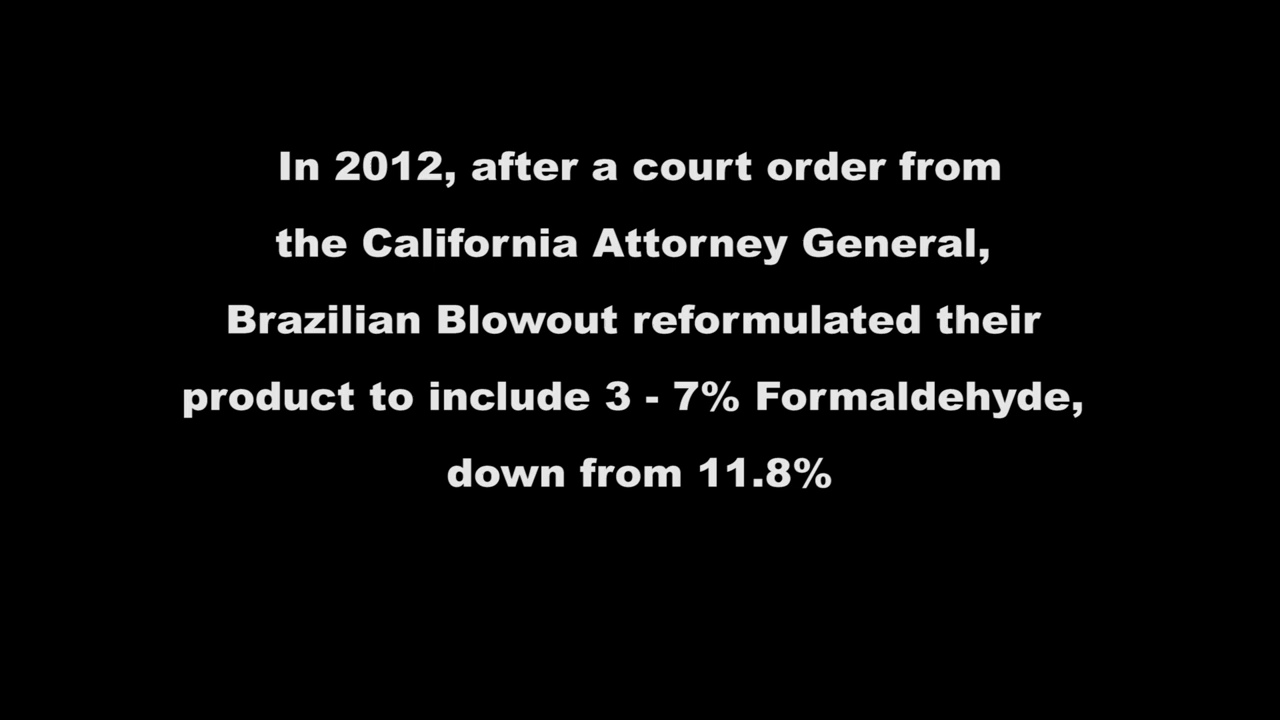 In 2012, after a court order from
the California Attorney General,
Brazilian Blowout reformulated their
product to include 3 - 7% Formaldehyde,
down from 11.8%